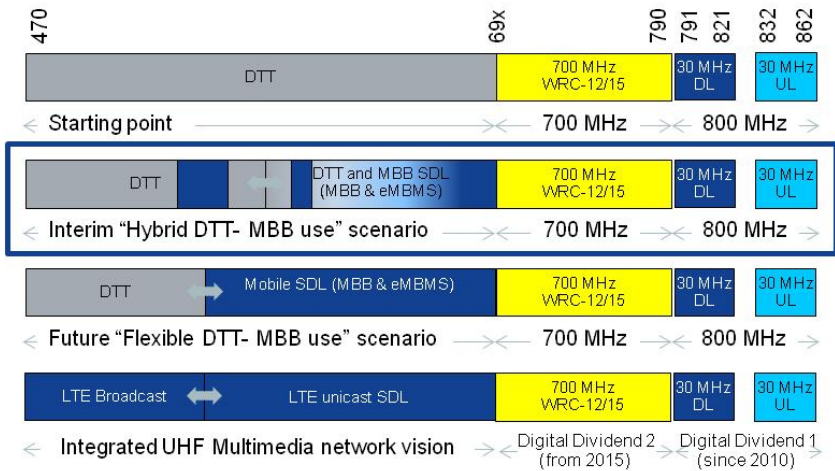 470
69x
790
791
821
832
862
DTT
700 MHz
WRC-12/15
30 MHz
DL
30 MHz
UL
Starting point
700 MHz
800 MHz
DTT
DTT and MBB SDL
(MBB & eMBMS)
700 MHz
WRC-12/15
30 MHz
DL
30 MHz
UL
Interim “Hybrid DTT- MBB use” scenario
700 MHz
800 MHz
DTT
Mobile SDL (MBB & eMBMS)
700 MHz
WRC-12/15
30 MHz
DL
30 MHz
UL
Future “Flexible DTT- MBB use” scenario
700 MHz
800 MHz
LTE Broadcast
LTE unicast SDL
700 MHz
WRC-12/15
30 MHz
DL
30 MHz
UL
Integrated UHF Multimedia network vision
Digital Dividend 2
(from 2015)
Digital Dividend 1
(since 2010)